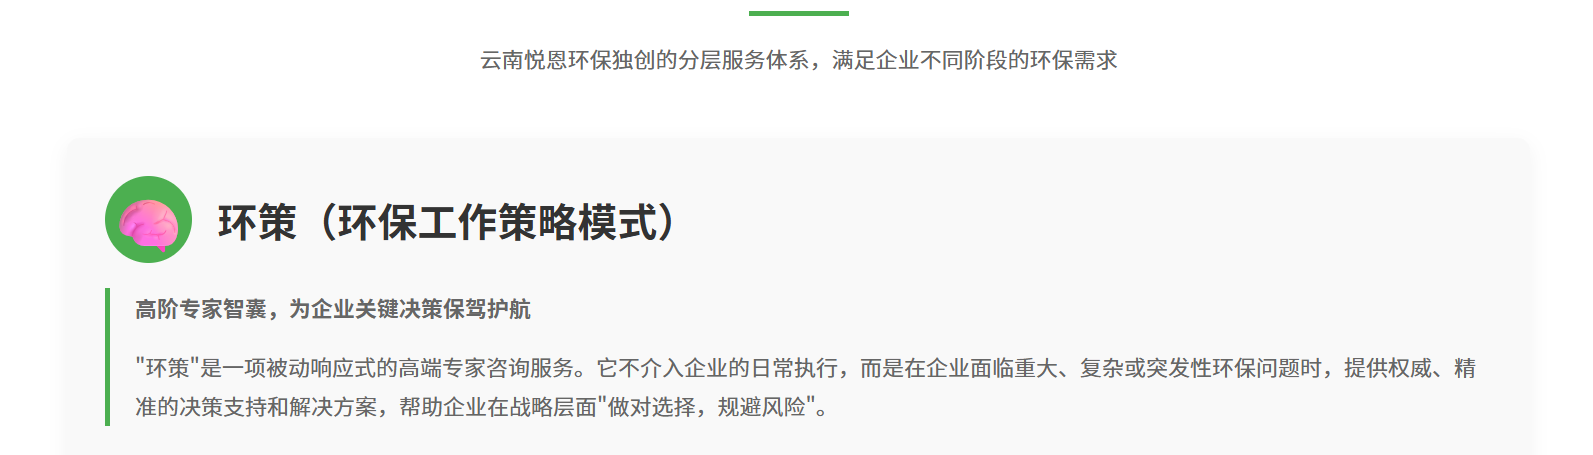 云南悦恩环保独创的分层服务体系，满足企业不同阶段的环保需求
环策（环保工作策略模式）
高阶专家智囊，为企业关键决策保驾护航
"环策"是一项被动响应式的高端专家咨询服务。它不介入企业的日常执行，而是在企业面临重大、复杂或突发性环保问题时，提供权威、精
准的决策支持和解决方案，帮助企业在战略层面"做对选择，规避风险"。